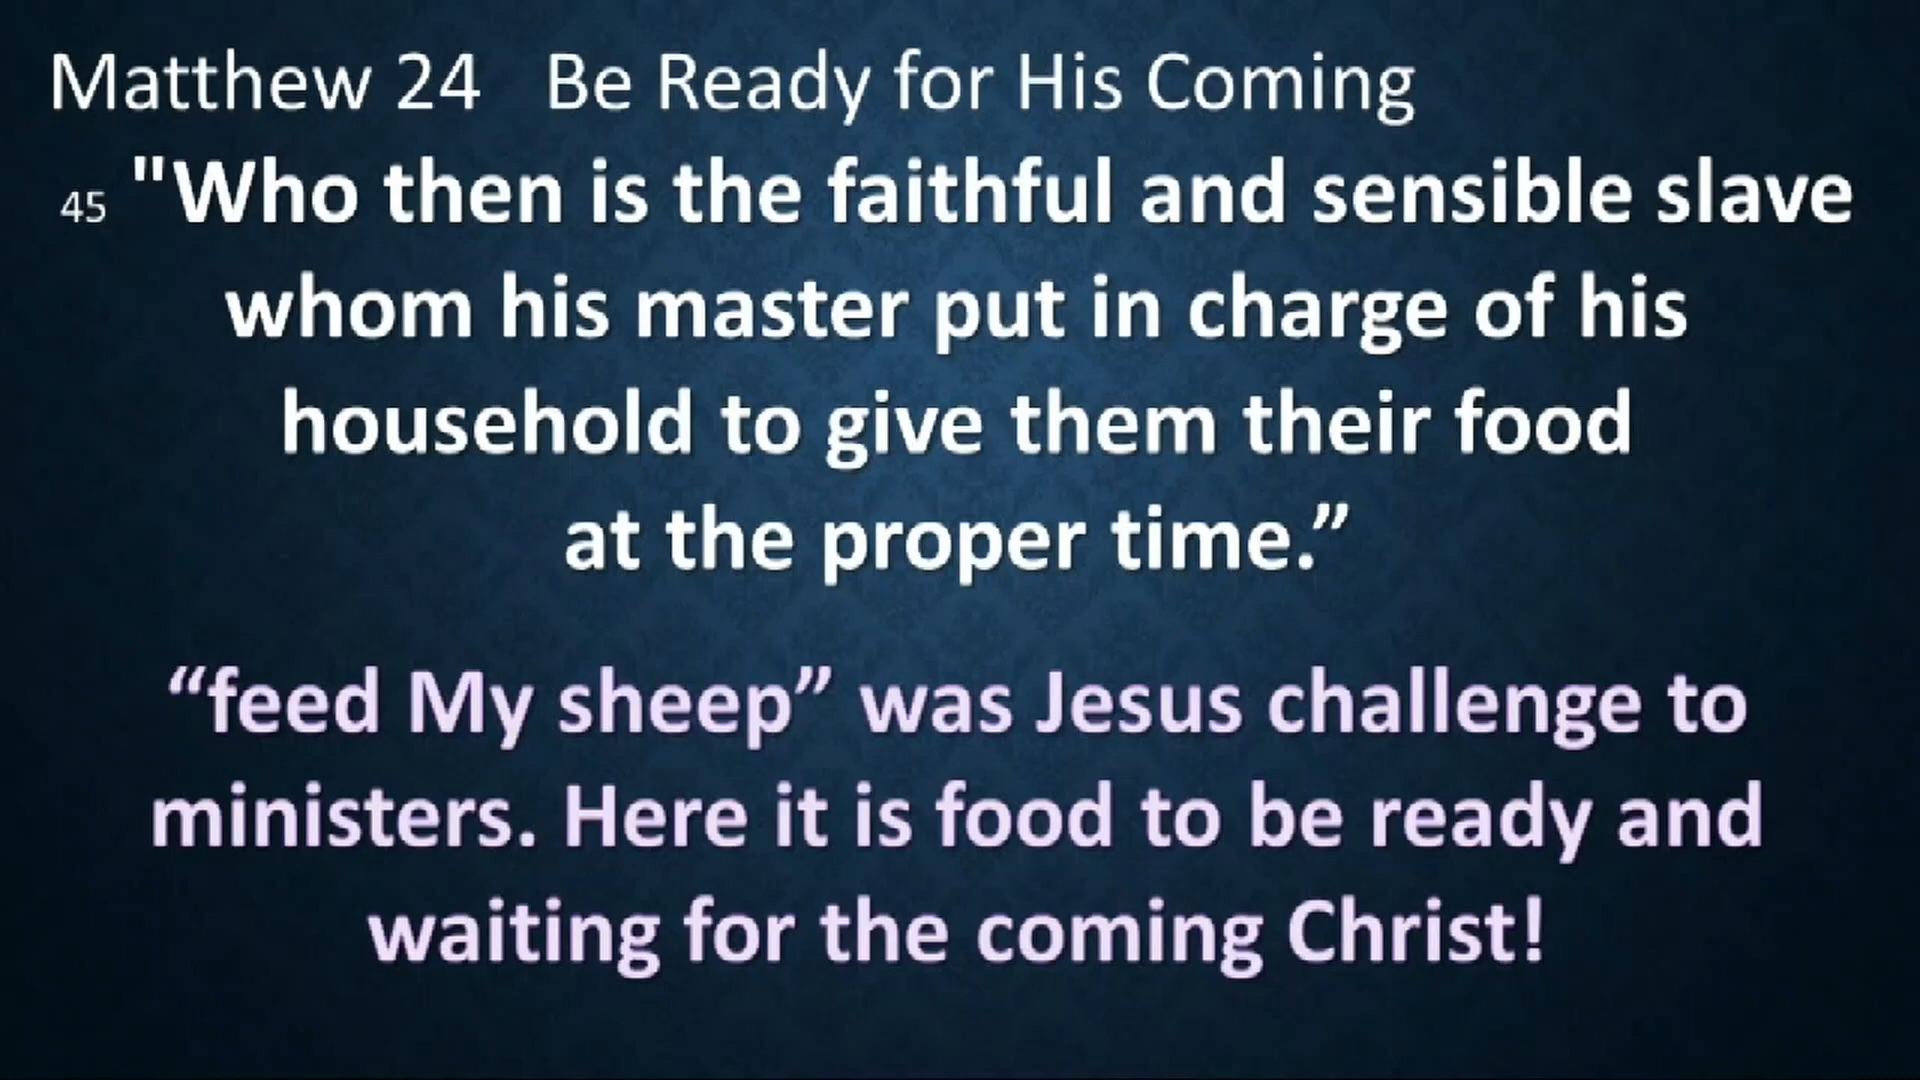 Matthew 24 Be Ready for His Coming
45 "Who then is the faithful and sensible slave
whom his master put in charge of his
household to give them their food
at the proper time.”
“feed My sheep” was Jesus challenge to
ministers. Here it is food to be ready and
waiting for the coming Christ!